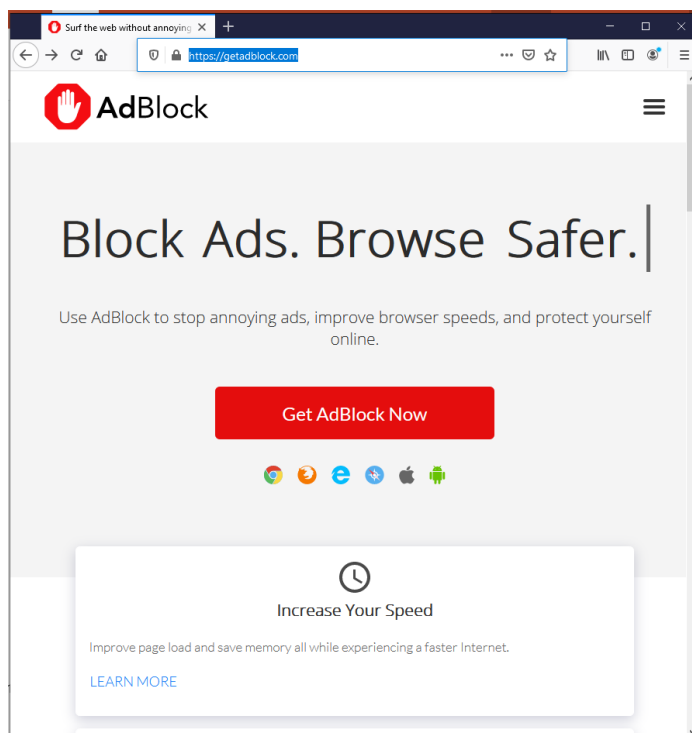 Surf the web without annoying
https://getadblock.com
AdBlock
Block Ads. Browse Safer.
Use AdBlock to stop annoying ads, improve browser speeds, and protect yourself
online.
Get AdBlock Now
Increase Your Speed
Improve page load and save memory all while experiencing a faster Internet.
LEARN MORE